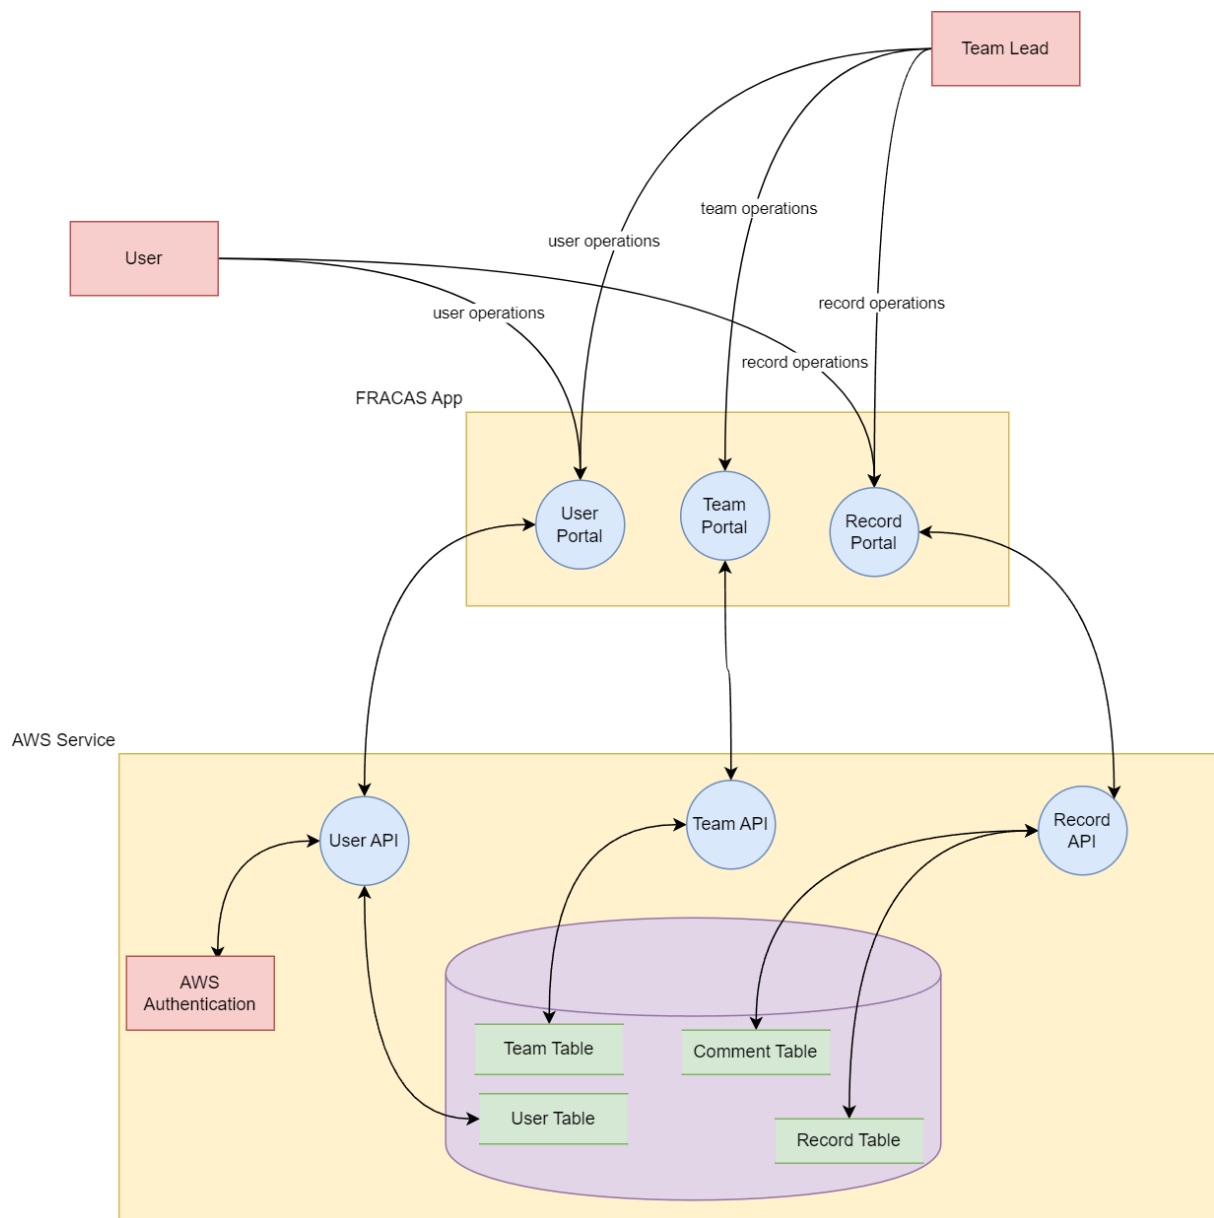 Team Lead
team operations
user operations
User
record operations
user operations
record operations
FRACAS App
User
Portal
Team
Portal
Record
Portal
AWS Service
User API
Team API
Record
API
AWS
Authentication
Team Table
Comment Table
User Table
Record Table